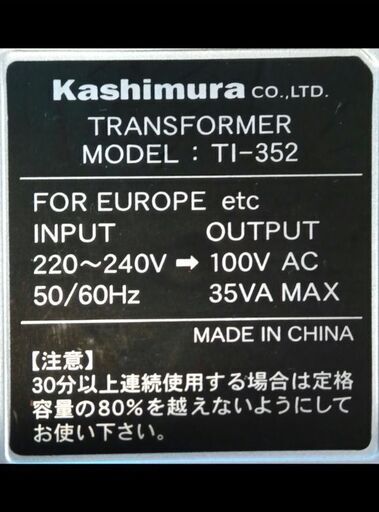 Kashimura CO.,LTD.
TRANSFORMER
MODEL : TI-352
FOR EUROPE etc
INPUT OUTPUT
220～240V ➡ 100V AC
50/60Hz 35VA MAX
MADE IN CHINA
【注意】
30分以上連続使用する場合は定格
容量の80%を越えないようにして
お使い下さい。